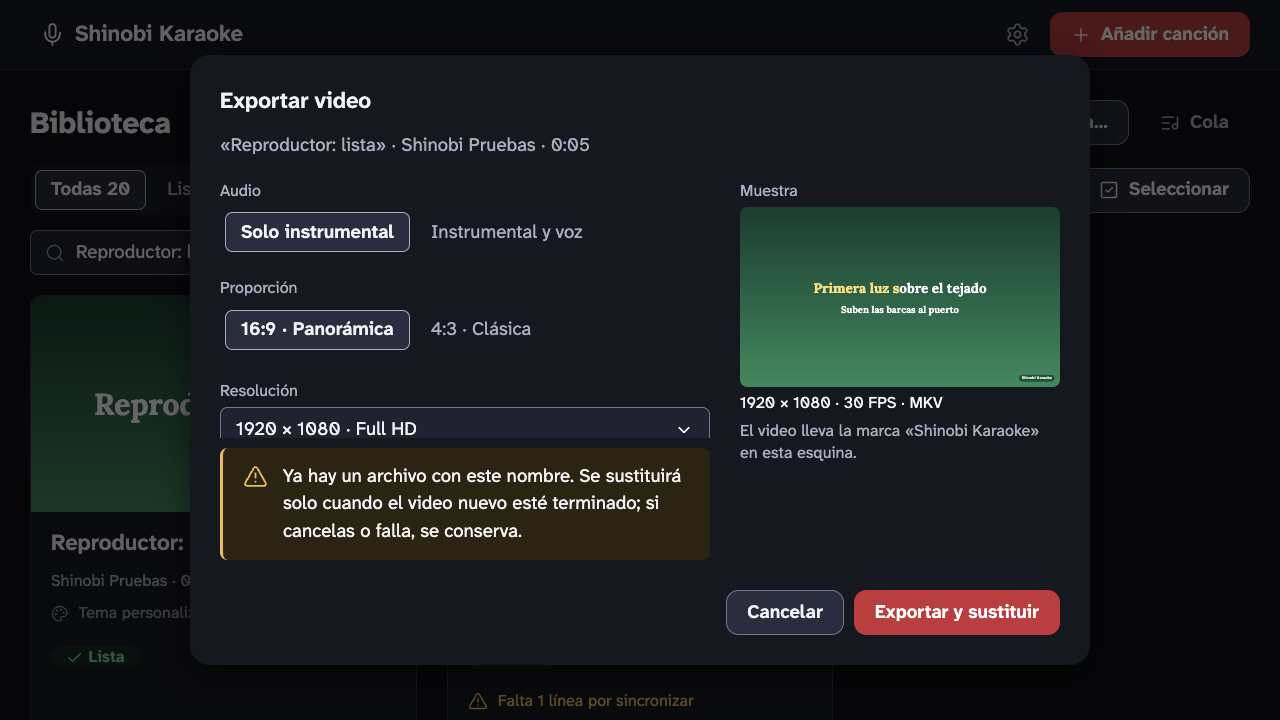 Shinobi Karaoke
Añadir canción
Biblioteca
Cola
Todas 20
Seleccionar
Exportar video
«Reproductor: lista» · Shinobi Pruebas · 0:05
Audio
Solo instrumental
Instrumental y voz
Proporción
16:9 · Panorámica
4:3 · Clásica
Resolución
1920 × 1080 · Full HD
Ya hay un archivo con este nombre. Se sustituirá
solo cuando el video nuevo esté terminado; si
cancelas o falla, se conserva.
Muestra
Primera luz sobre el tejado
Suben las barcas al puerto
Shinobi Karaoke
1920 × 1080 · 30 FPS · MKV
El video lleva la marca «Shinobi Karaoke»
en esta esquina.
Cancelar
Exportar y sustituir
Reproductor:
Reproductor:
Shinobi Pruebas ·
Tema
Lista
Falta 1 línea por sincronizar